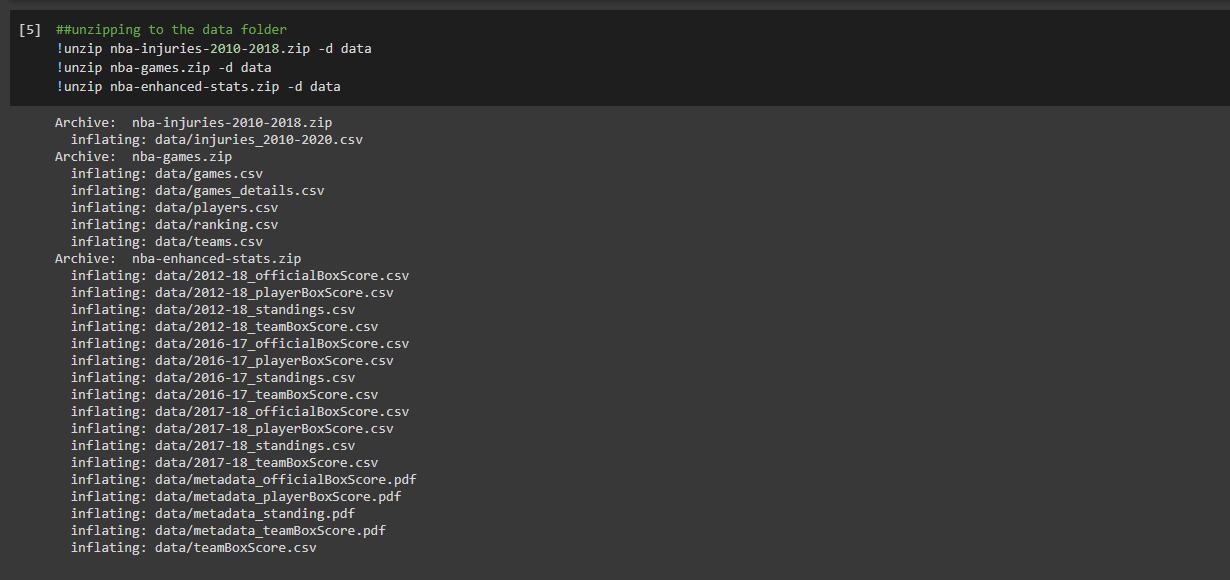 [5] ##unzipping to the data folder
!unzip nba-injuries-2010-2018.zip -d data
!unzip nba-games.zip -d data
!unzip nba-enhanced-stats.zip -d data
Archive:  nba-injuries-2010-2018.zip
  inflating: data/injuries_2010-2020.csv
Archive:  nba-games.zip
  inflating: data/games.csv
  inflating: data/games_details.csv
  inflating: data/players.csv
  inflating: data/ranking.csv
  inflating: data/teams.csv
Archive:  nba-enhanced-stats.zip
  inflating: data/2012-18_officialBoxScore.csv
  inflating: data/2012-18_playerBoxScore.csv
  inflating: data/2012-18_standings.csv
  inflating: data/2012-18_teamBoxScore.csv
  inflating: data/2016-17_officialBoxScore.csv
  inflating: data/2016-17_playerBoxScore.csv
  inflating: data/2016-17_standings.csv
  inflating: data/2016-17_teamBoxScore.csv
  inflating: data/2017-18_officialBoxScore.csv
  inflating: data/2017-18_playerBoxScore.csv
  inflating: data/2017-18_standings.csv
  inflating: data/2017-18_teamBoxScore.csv
  inflating: data/metadata_officialBoxScore.pdf
  inflating: data/metadata_playerBoxScore.pdf
  inflating: data/metadata_standing.pdf
  inflating: data/metadata_teamBoxScore.pdf
  inflating: data/teamBoxScore.csv